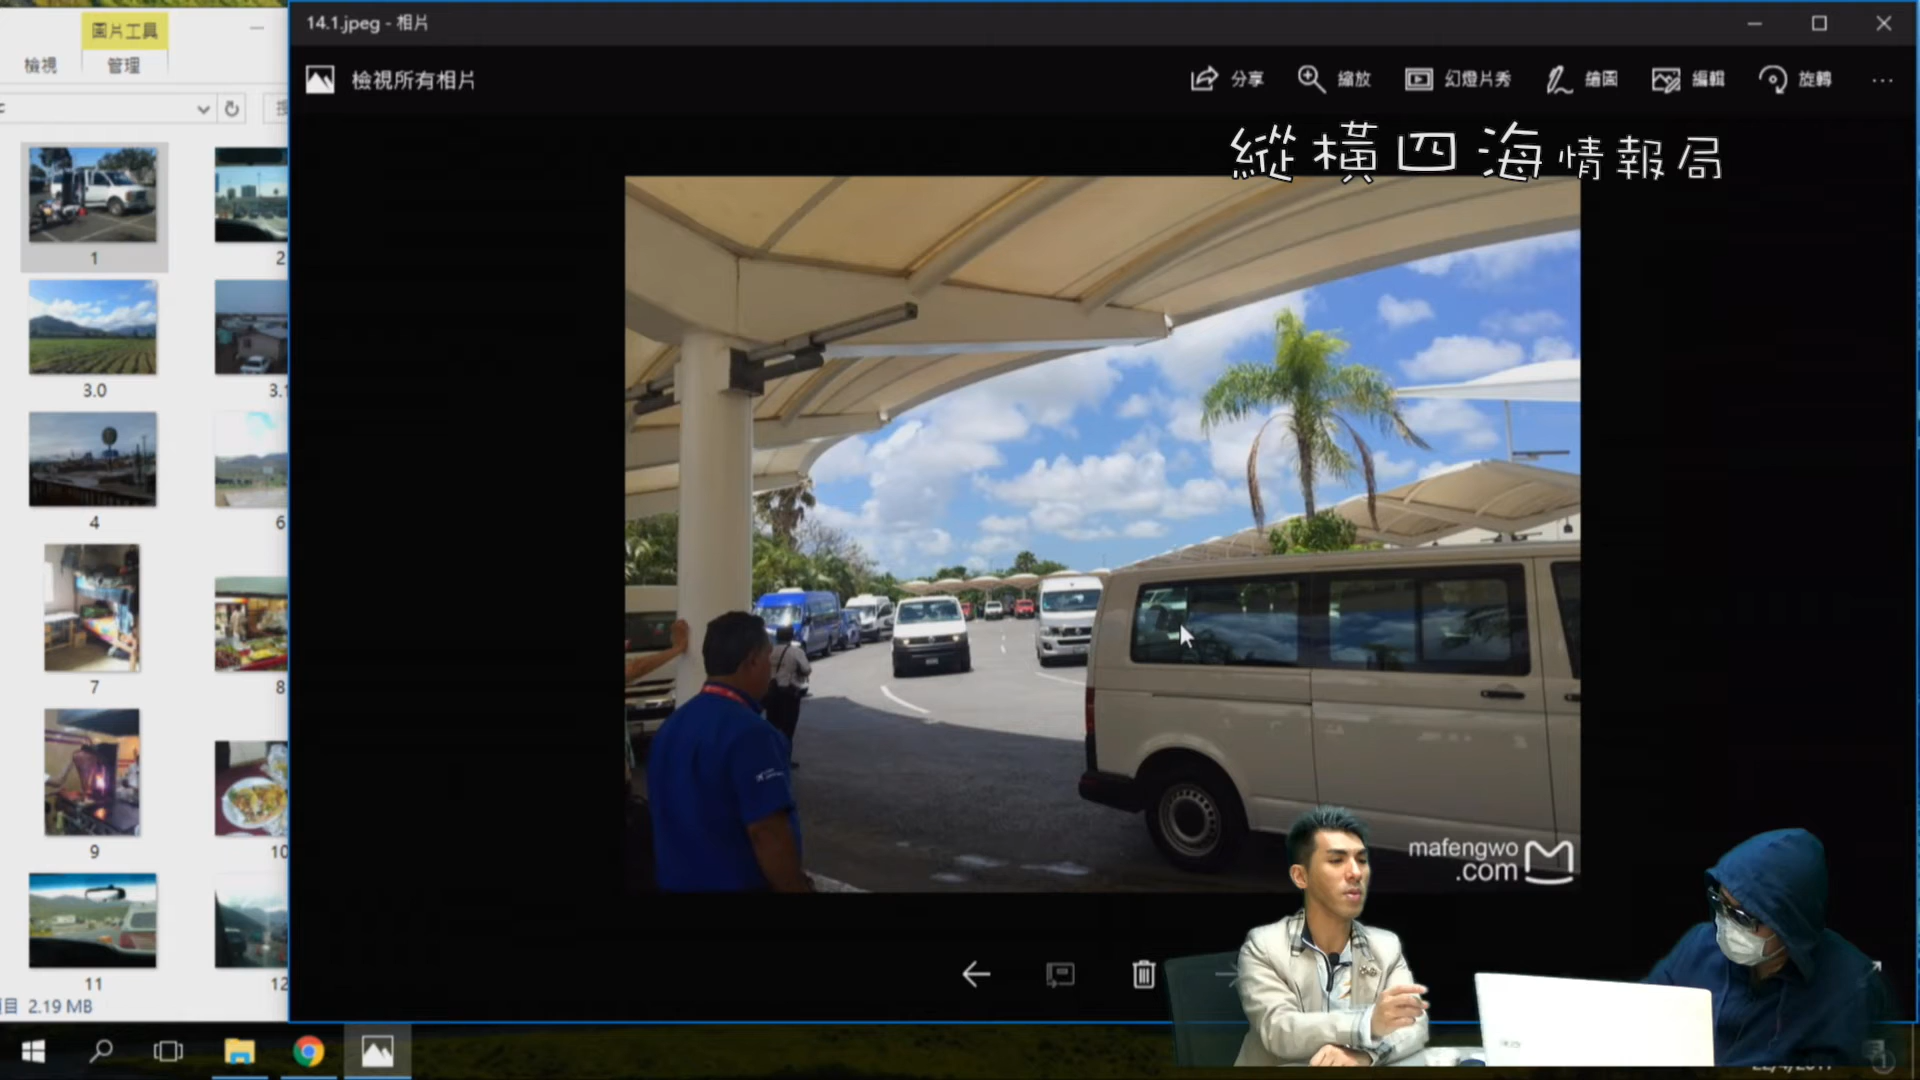 圖片工具
檢視
管理
14.1.jpeg - 相片
檢視所有相片
分享
縮放
幻燈片秀
繪圖
編輯
旋轉
縱橫四海情報局
1
2
3.0
3.1
4
6
7
8
9
10
11
12
2.19 MB
mafengwo
.com